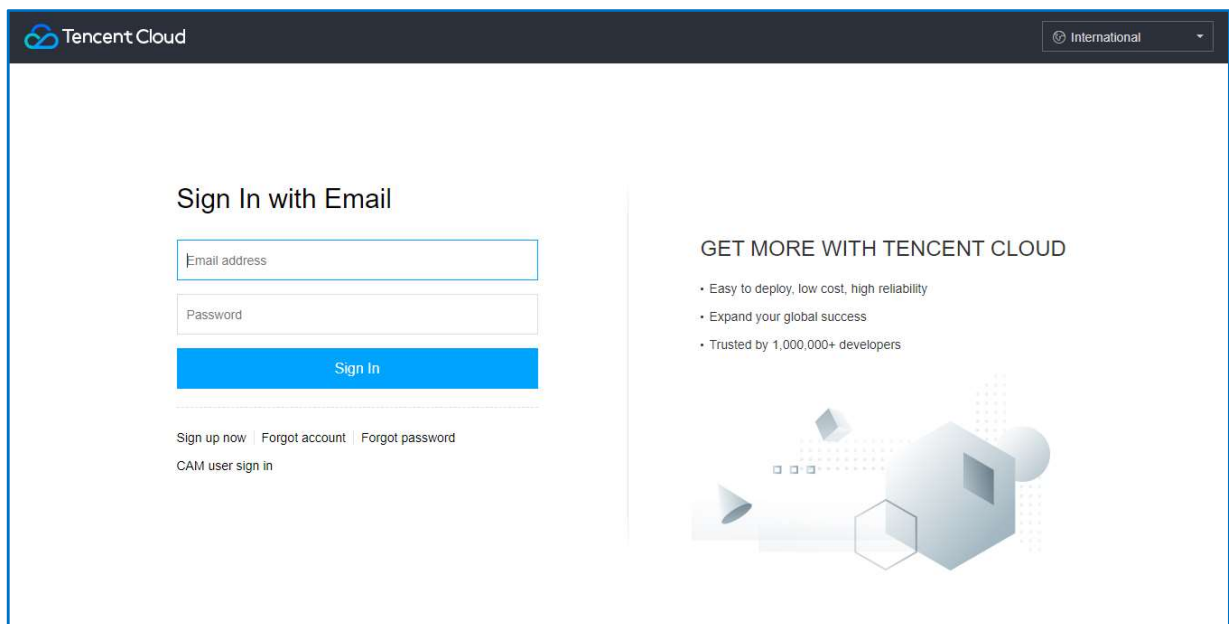 Tencent Cloud
International
Sign In with Email
Email address
Password
Sign In
Sign up now | Forgot account | Forgot password
CAM user sign in
GET MORE WITH TENCENT CLOUD
• Easy to deploy, low cost, high reliability
• Expand your global success
• Trusted by 1,000,000+ developers